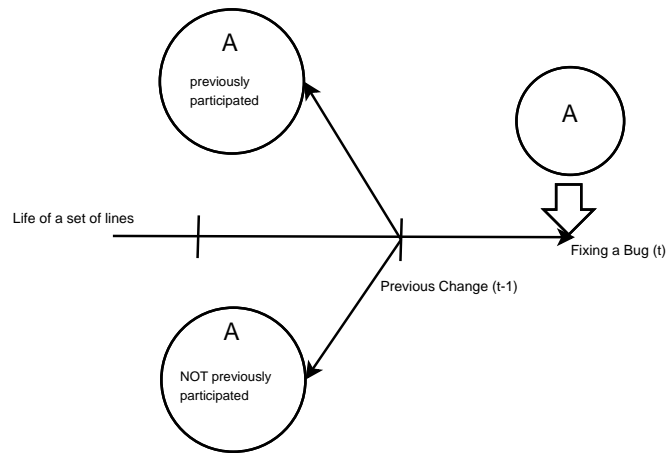 A
previously
participated
A
Life of a set of lines
Fixing a Bug (t)
Previous Change (t-1)
A
NOT previously
participated